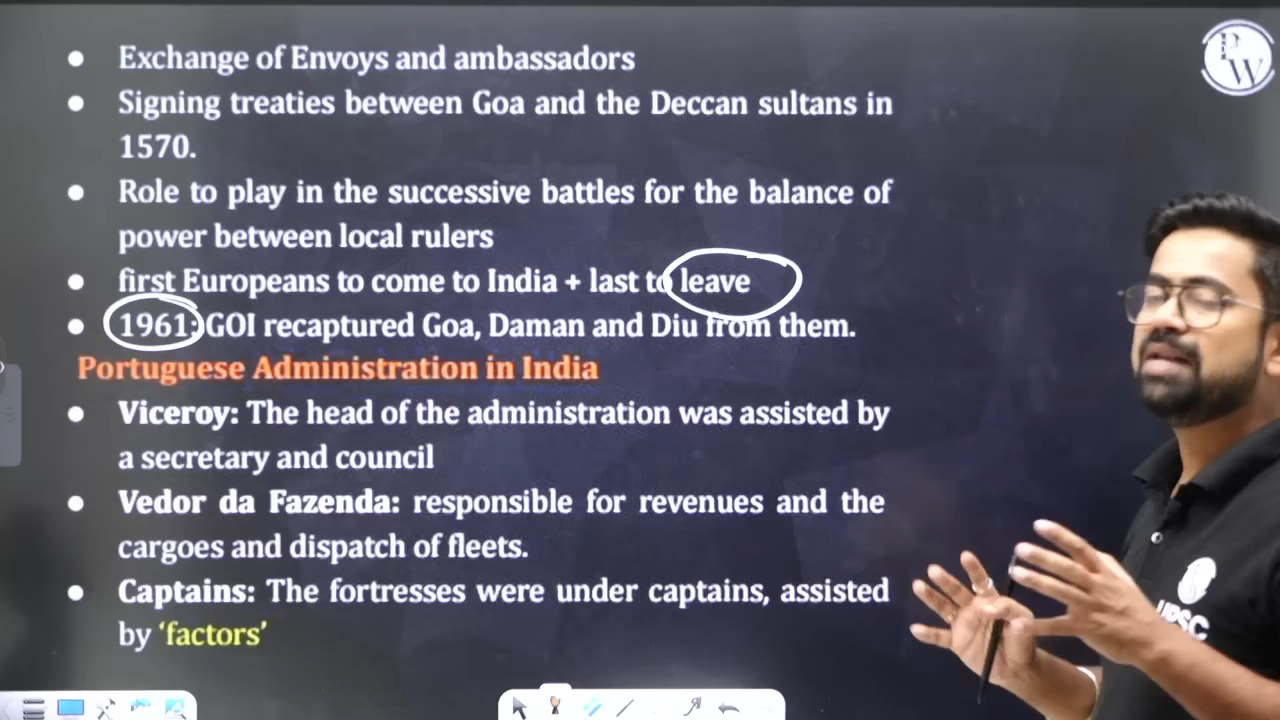 Exchange of Envoys and ambassadors
Signing treaties between Goa and the Deccan sultans in
1570.
Role to play in the successive battles for the balance of
power between local rulers
first Europeans to come to India + last to leave
1961: GOI recaptured Goa, Daman and Diu from them.
Portuguese Administration in India
Viceroy: The head of the administration was assisted by
a secretary and council
Vedor da Fazenda: responsible for revenues and the
cargoes and dispatch of fleets.
Captains: The fortresses were under captains, assisted
by ‘factors’
PW
UPSC